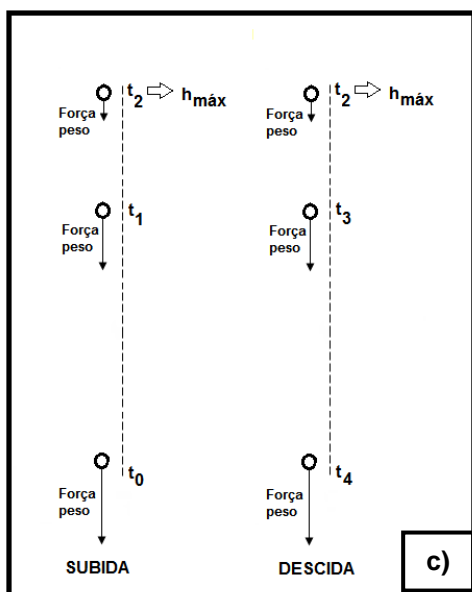 t2 hmáx
Força
peso
t1
Força
peso
t0
Força
peso
SUBIDA
t2 hmáx
Força
peso
t3
Força
peso
t4
Força
peso
DESCIDA
c)